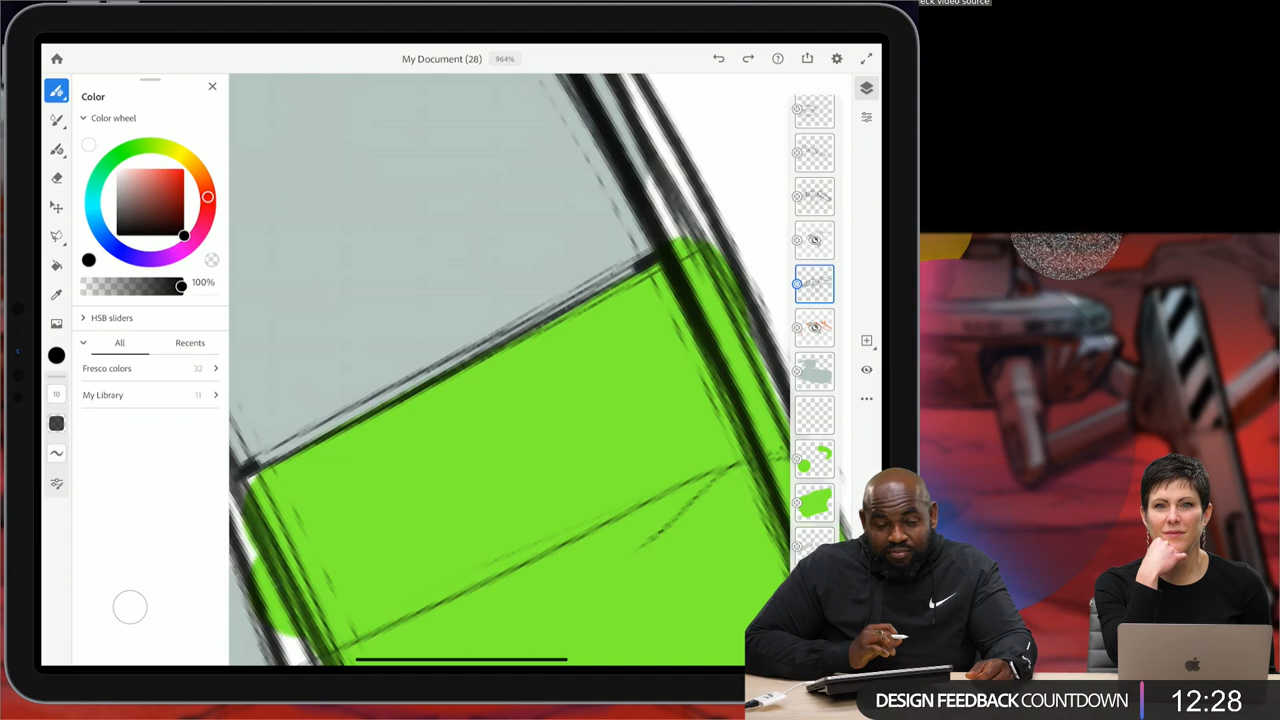 eck video source
My Document (28) 964%
Color
Color wheel
100%
HSB sliders
All Recents
Fresco colors 32
My Library 11
10
DESIGN FEEDBACK COUNTDOWN 12:28